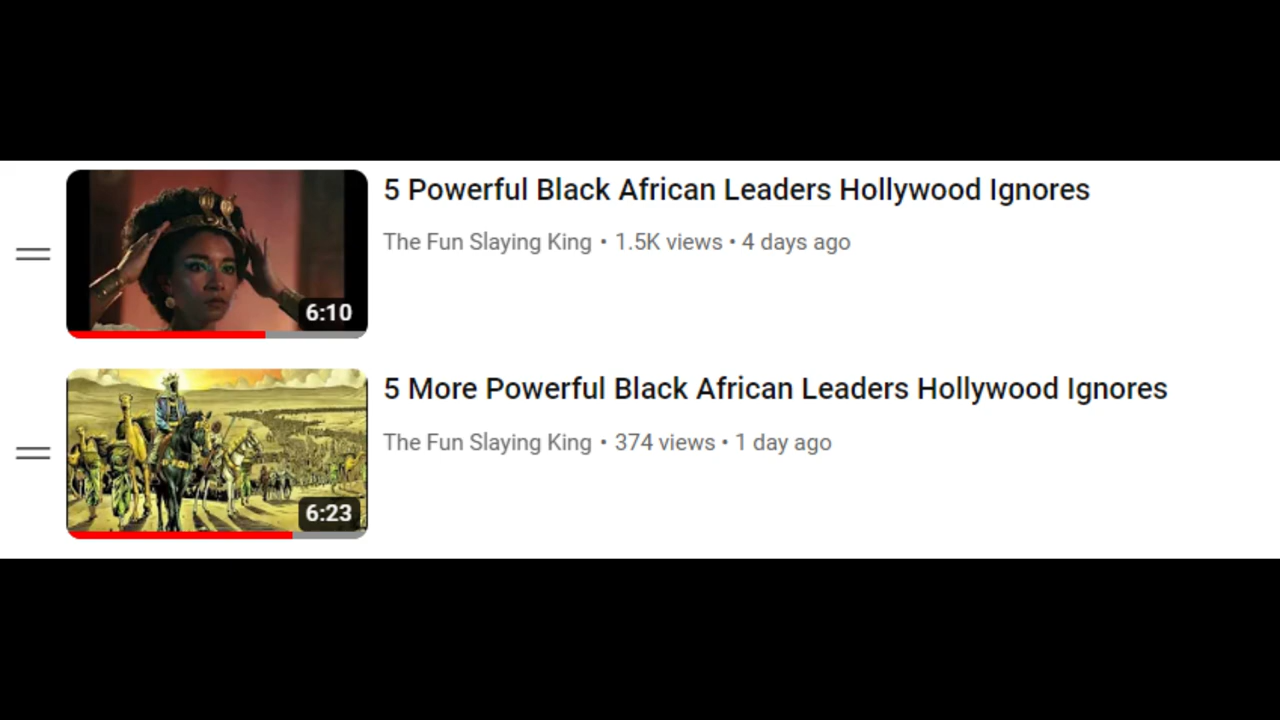 5 Powerful Black African Leaders Hollywood Ignores
The Fun Slaying King • 1.5K views • 4 days ago
6:10
5 More Powerful Black African Leaders Hollywood Ignores
The Fun Slaying King • 374 views • 1 day ago
6:23